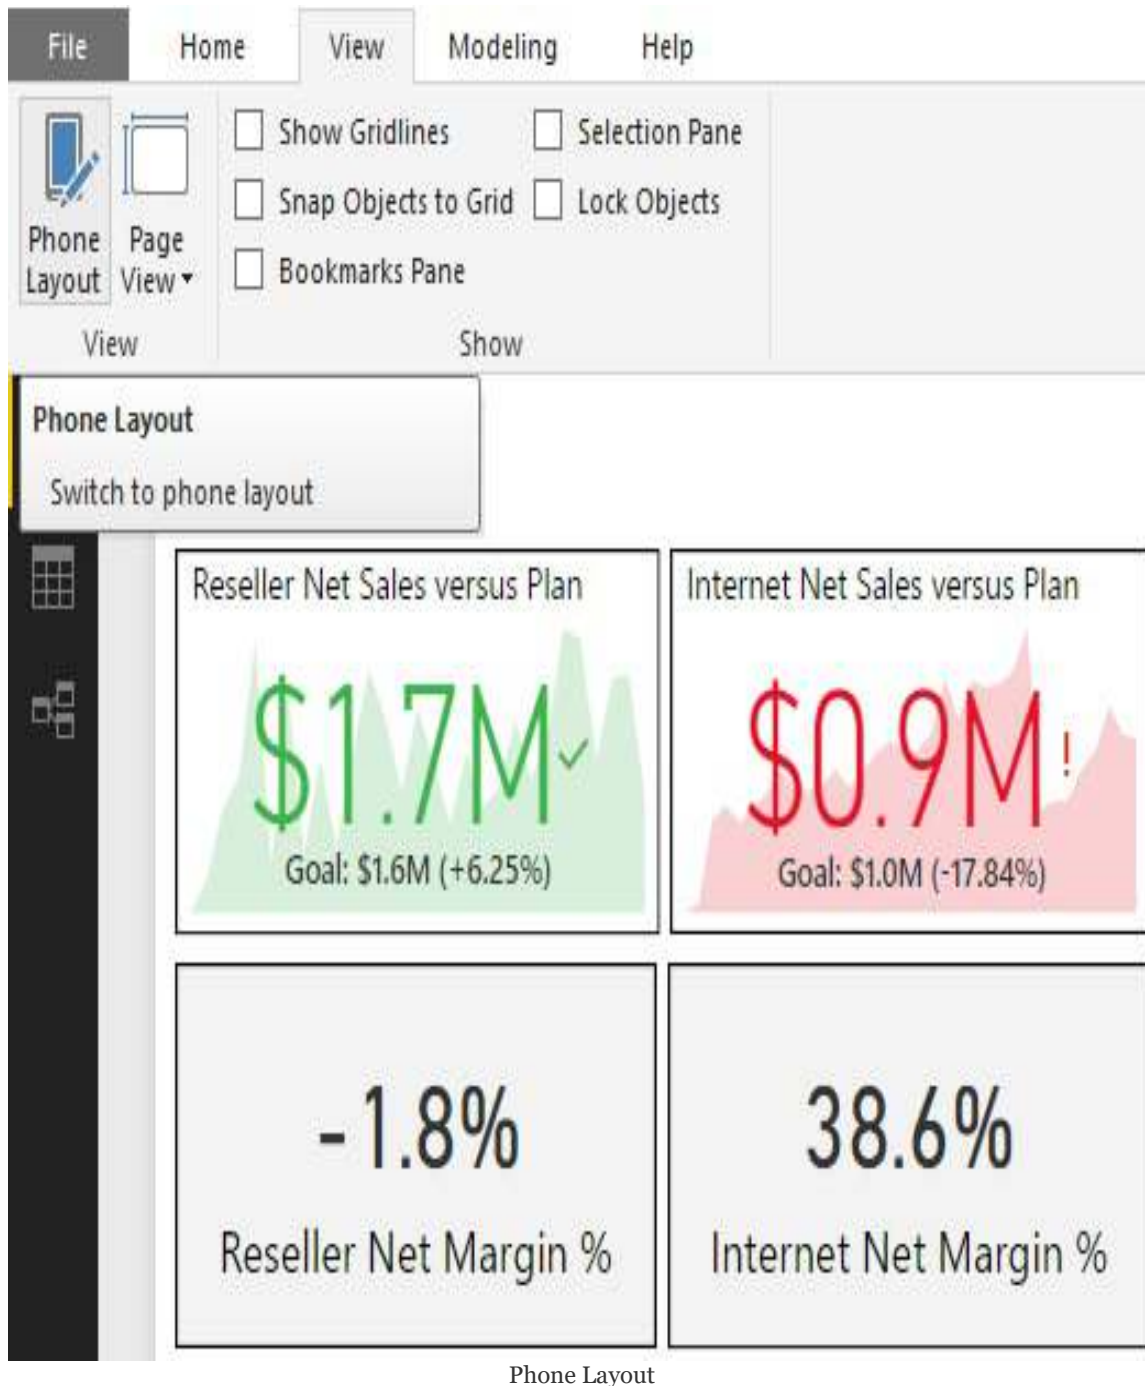 File Home View Modeling Help
Show Gridlines Selection Pane
Snap Objects to Grid Lock Objects
Phone Page
Layout View
Bookmarks Pane
View Show
Phone Layout
Switch to phone layout
Reseller Net Sales versus Plan Internet Net Sales versus Plan
$1.7M $0.9M !
Goal: $1.6M (+6.25%) Goal: $1.0M (-17.84%)
-1.8% 38.6%
Reseller Net Margin % Internet Net Margin %
Phone Layout